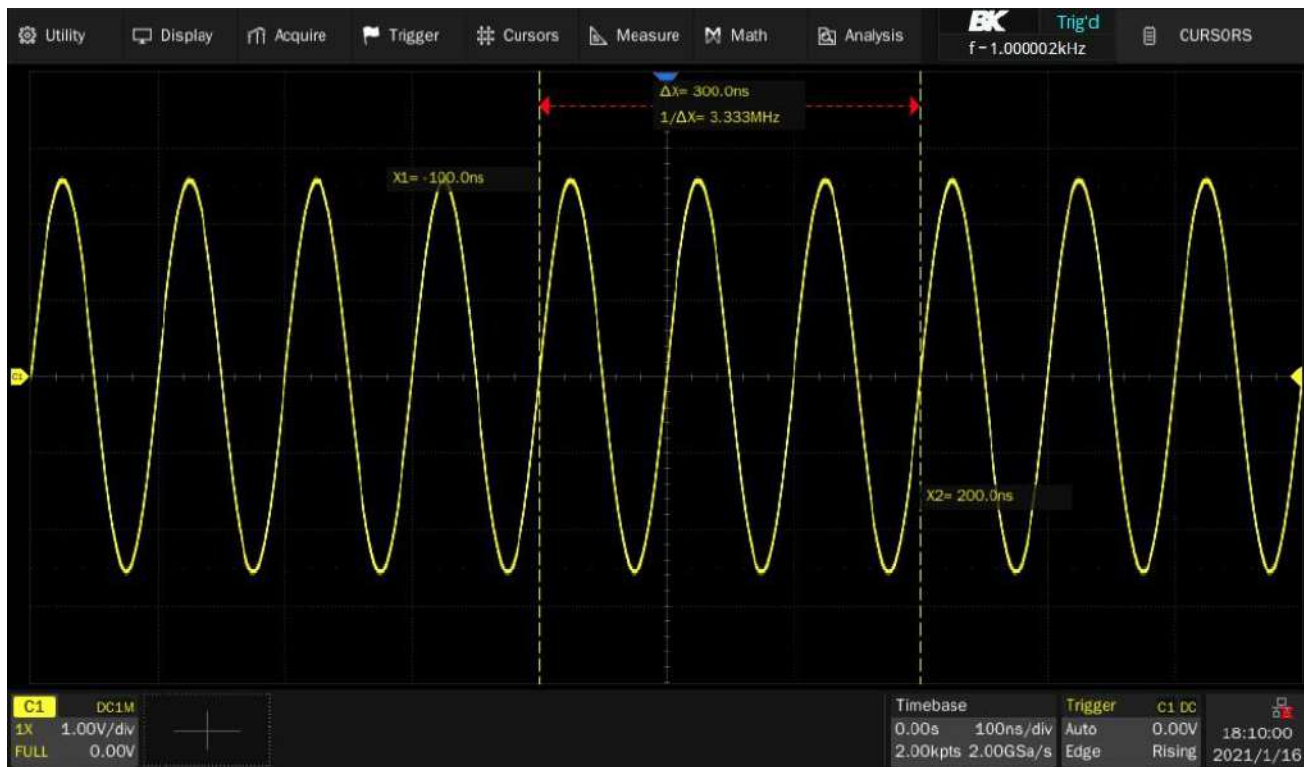 Utility Display Acquire Trigger Cursors Measure Math Analysis BK Trig'd CURSORS
f = 1.000002kHz
ΔX= 300.0ns
1/ΔX= 3.333MHz
X1= -100.0ns
C1
X2= 200.0ns
C1 DC1M
1X 1.00V/div
FULL 0.00V
Timebase
0.00s 100ns/div
2.00kpts 2.00GSa/s
Trigger C1 DC
Auto 0.00V
Edge Rising
18:10:00
2021/1/16